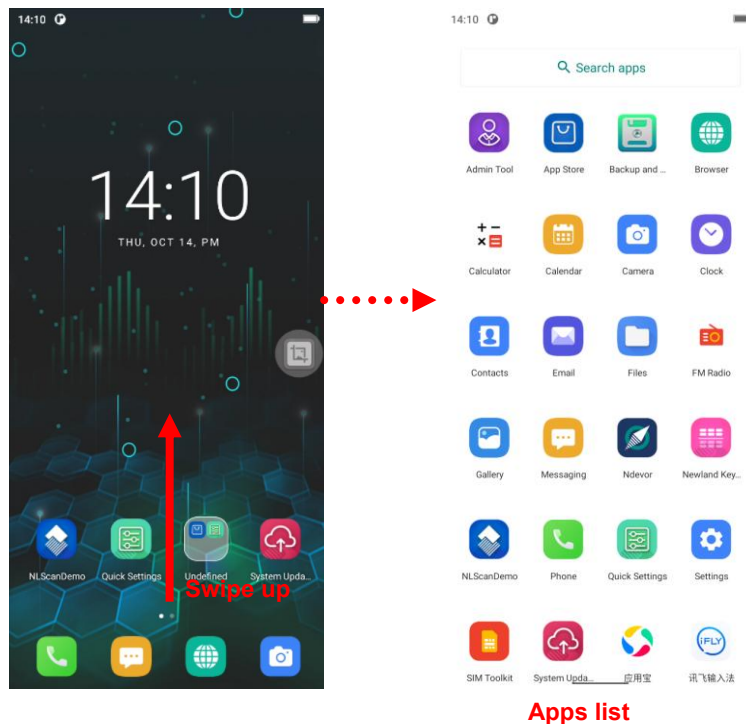 14:10
14:10
THU, OCT 14, PM
NLScanDemo Quick Settings Undefined System Upda...
Swipe up
14:10
Search apps
Admin Tool App Store Backup and ... Browser
Calculator Calendar Camera Clock
Contacts Email Files FM Radio
Gallery Messaging Ndevor Newland Key...
NLScanDemo Phone Quick Settings Settings
iFLY
SIM Toolkit System Upda... 应用宝 讯飞输入法
Apps list